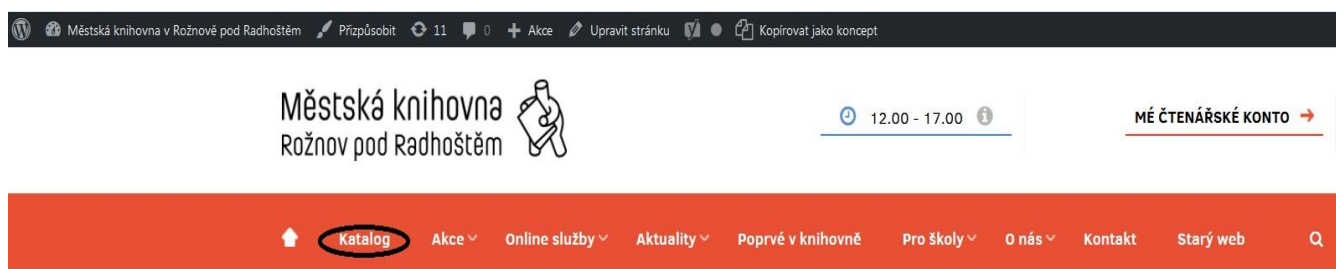 Městská knihovna v Rožnově pod Radhoštěm Přizpůsobit 11 0 Akce Upravit stránku Kopírovat jako koncept
Městská knihovna
Rožnov pod Radhoštěm
12.00 - 17.00
MÉ ČTENÁŘSKÉ KONTO
Katalog Akce Online služby Aktuality Poprvé v knihovně Pro školy O nás Kontakt Starý web